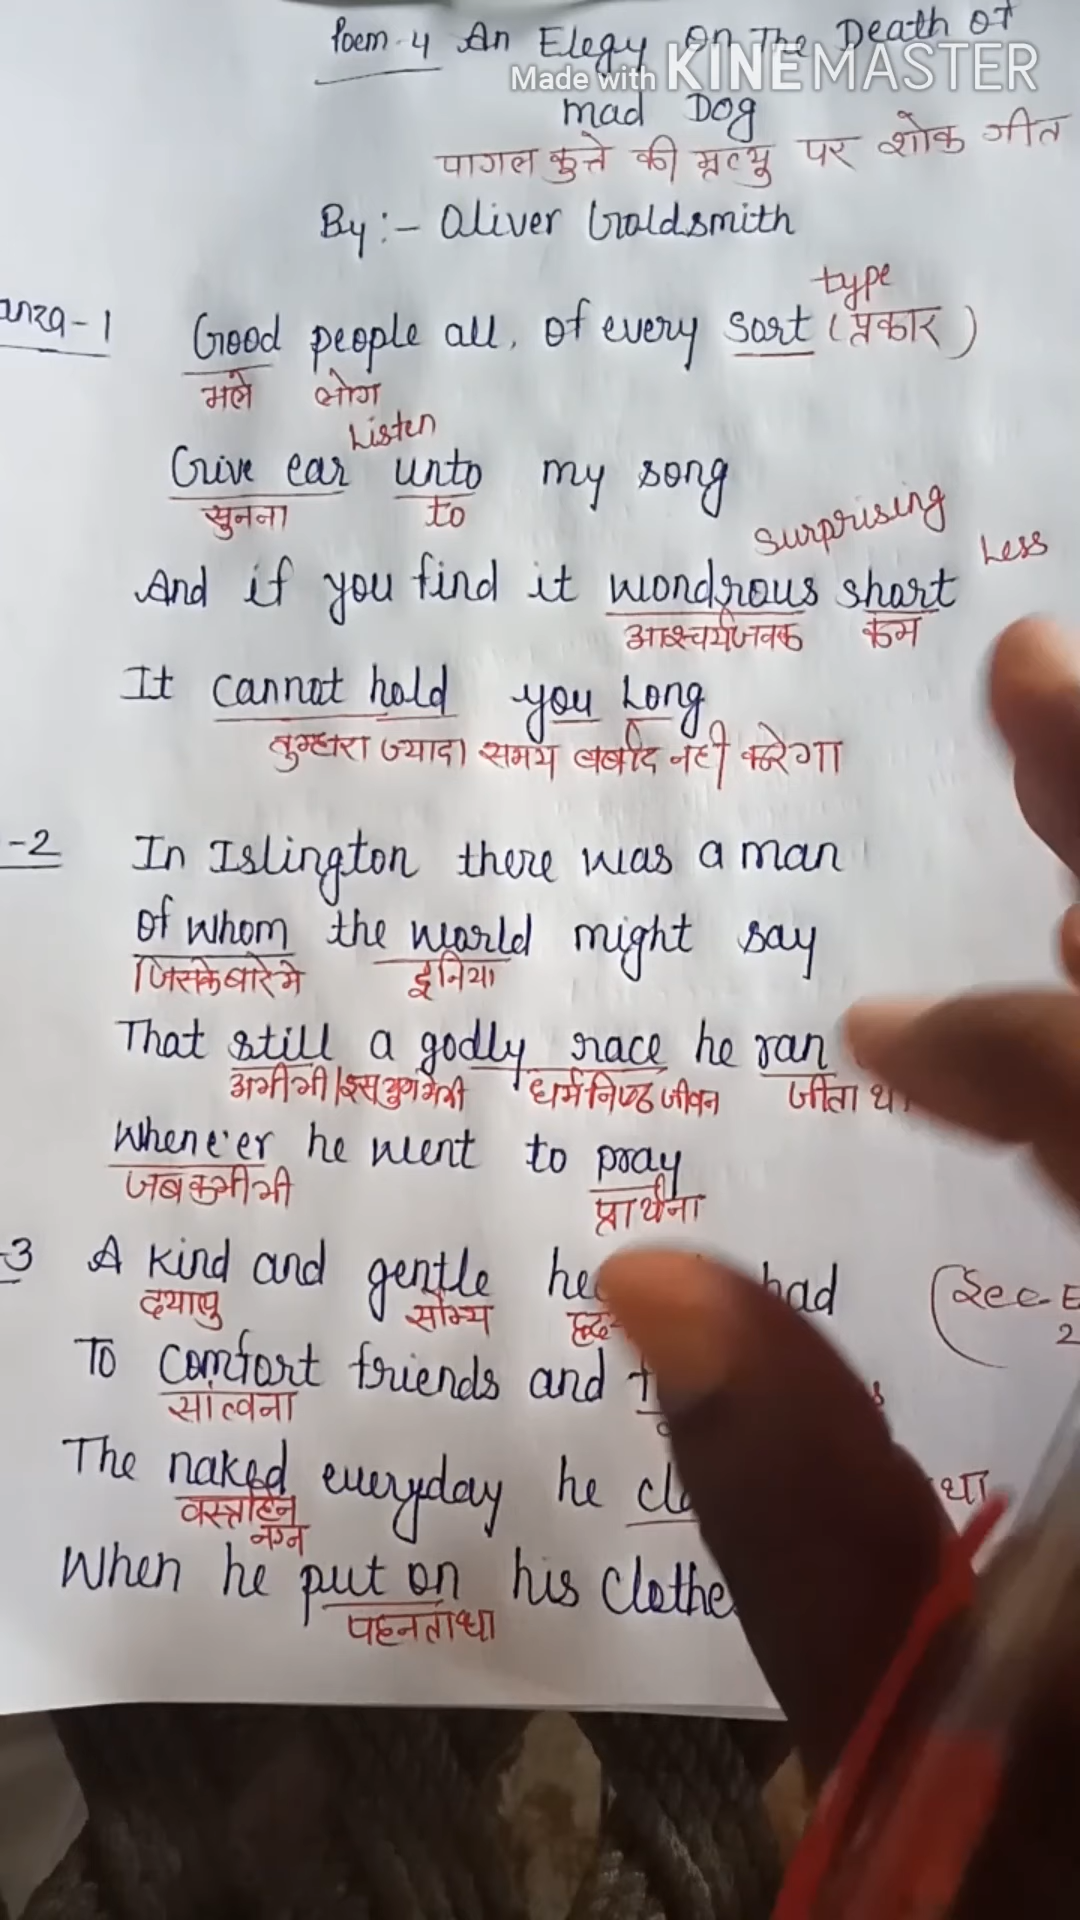 Poem-4 An Elegy On The Death of
Made with KINEMASTER
mad Dog
पागल कुत्ते की मृत्यु पर शोक गीत
By:- Oliver Goldsmith
type
anza-1 Good people all, of every sort (प्रकार)
भले लोग
Listen
Give ear unto my song
सुनना to
Surprising
Less
And if you find it wondrous short
आश्चर्यजनक कम
It cannot hold you Long
तुम्हारा ज्यादा समय बर्बाद नही करेगा
-2 In Islington there was a man
of whom the world might say
जिसके बारे मे दुनिया
That still a godly race he ran
अभी भी/इस युग मे भी धर्मनिष्ठ जीवन जीता था
Whene'er he went to pray
जब कभी भी
प्रार्थना
-3 A kind and gentle had
दयालु सौम्य
(Sec-E
2
To comfort friends and
सांत्वना
The naked everyday he
वस्त्रहिन था
नग्न
When he put on his Clothe
पहनता था